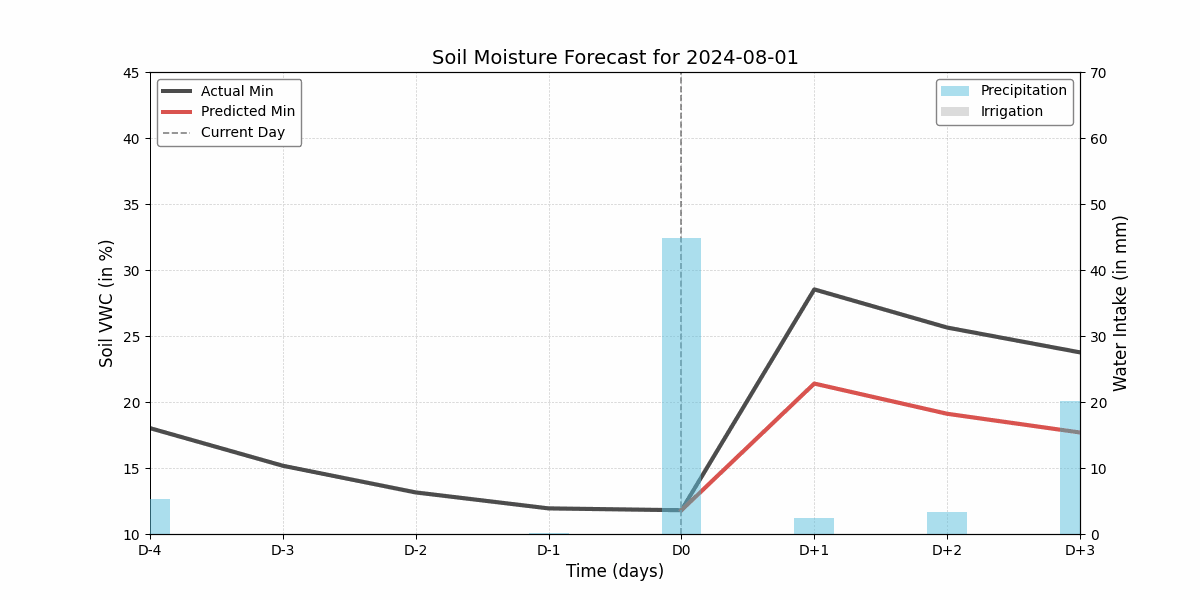 Soil Moisture Forecast for 2024-08-01
45
40
35
30
25
20
15
10
Soil VWC (in %)
Actual Min
Predicted Min
Current Day
Precipitation
Irrigation
70
60
50
40
30
20
10
0
Water Intake (in mm)
D-4 D-3 D-2 D-1 D0 D+1 D+2 D+3
Time (days)